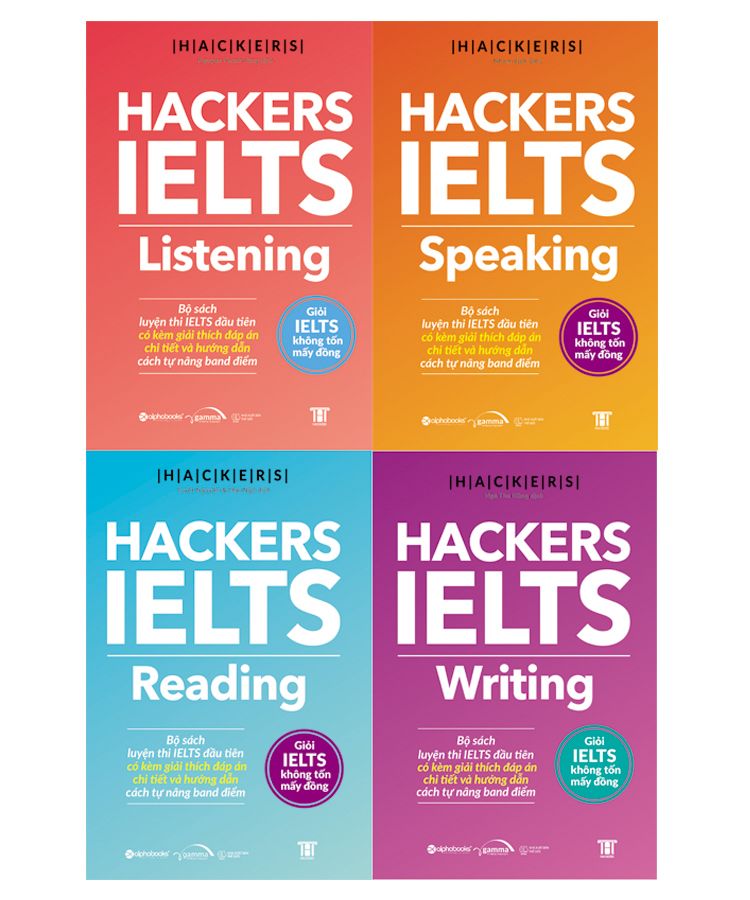 |H|A|C|K|E|R|S|
HACKERS
IELTS
Listening
Bộ sách
luyện thi IELTS đầu tiên
có kèm giải thích đáp án
chi tiết và hướng dẫn
cách tự nâng band điểm
Giỏi
IELTS
không tốn
mấy đồng
alphabooks
gamma
|H|A|C|K|E|R|S|
HACKERS
IELTS
Speaking
Bộ sách
luyện thi IELTS đầu tiên
có kèm giải thích đáp án
chi tiết và hướng dẫn
cách tự nâng band điểm
Giỏi
IELTS
không tốn
mấy đồng
alphabooks
gamma
|H|A|C|K|E|R|S|
HACKERS
IELTS
Reading
Bộ sách
luyện thi IELTS đầu tiên
có kèm giải thích đáp án
chi tiết và hướng dẫn
cách tự nâng band điểm
Giỏi
IELTS
không tốn
mấy đồng
alphabooks
gamma
|H|A|C|K|E|R|S|
HACKERS
IELTS
Writing
Bộ sách
luyện thi IELTS đầu tiên
có kèm giải thích đáp án
chi tiết và hướng dẫn
cách tự nâng band điểm
Giỏi
IELTS
không tốn
mấy đồng
alphabooks
gamma